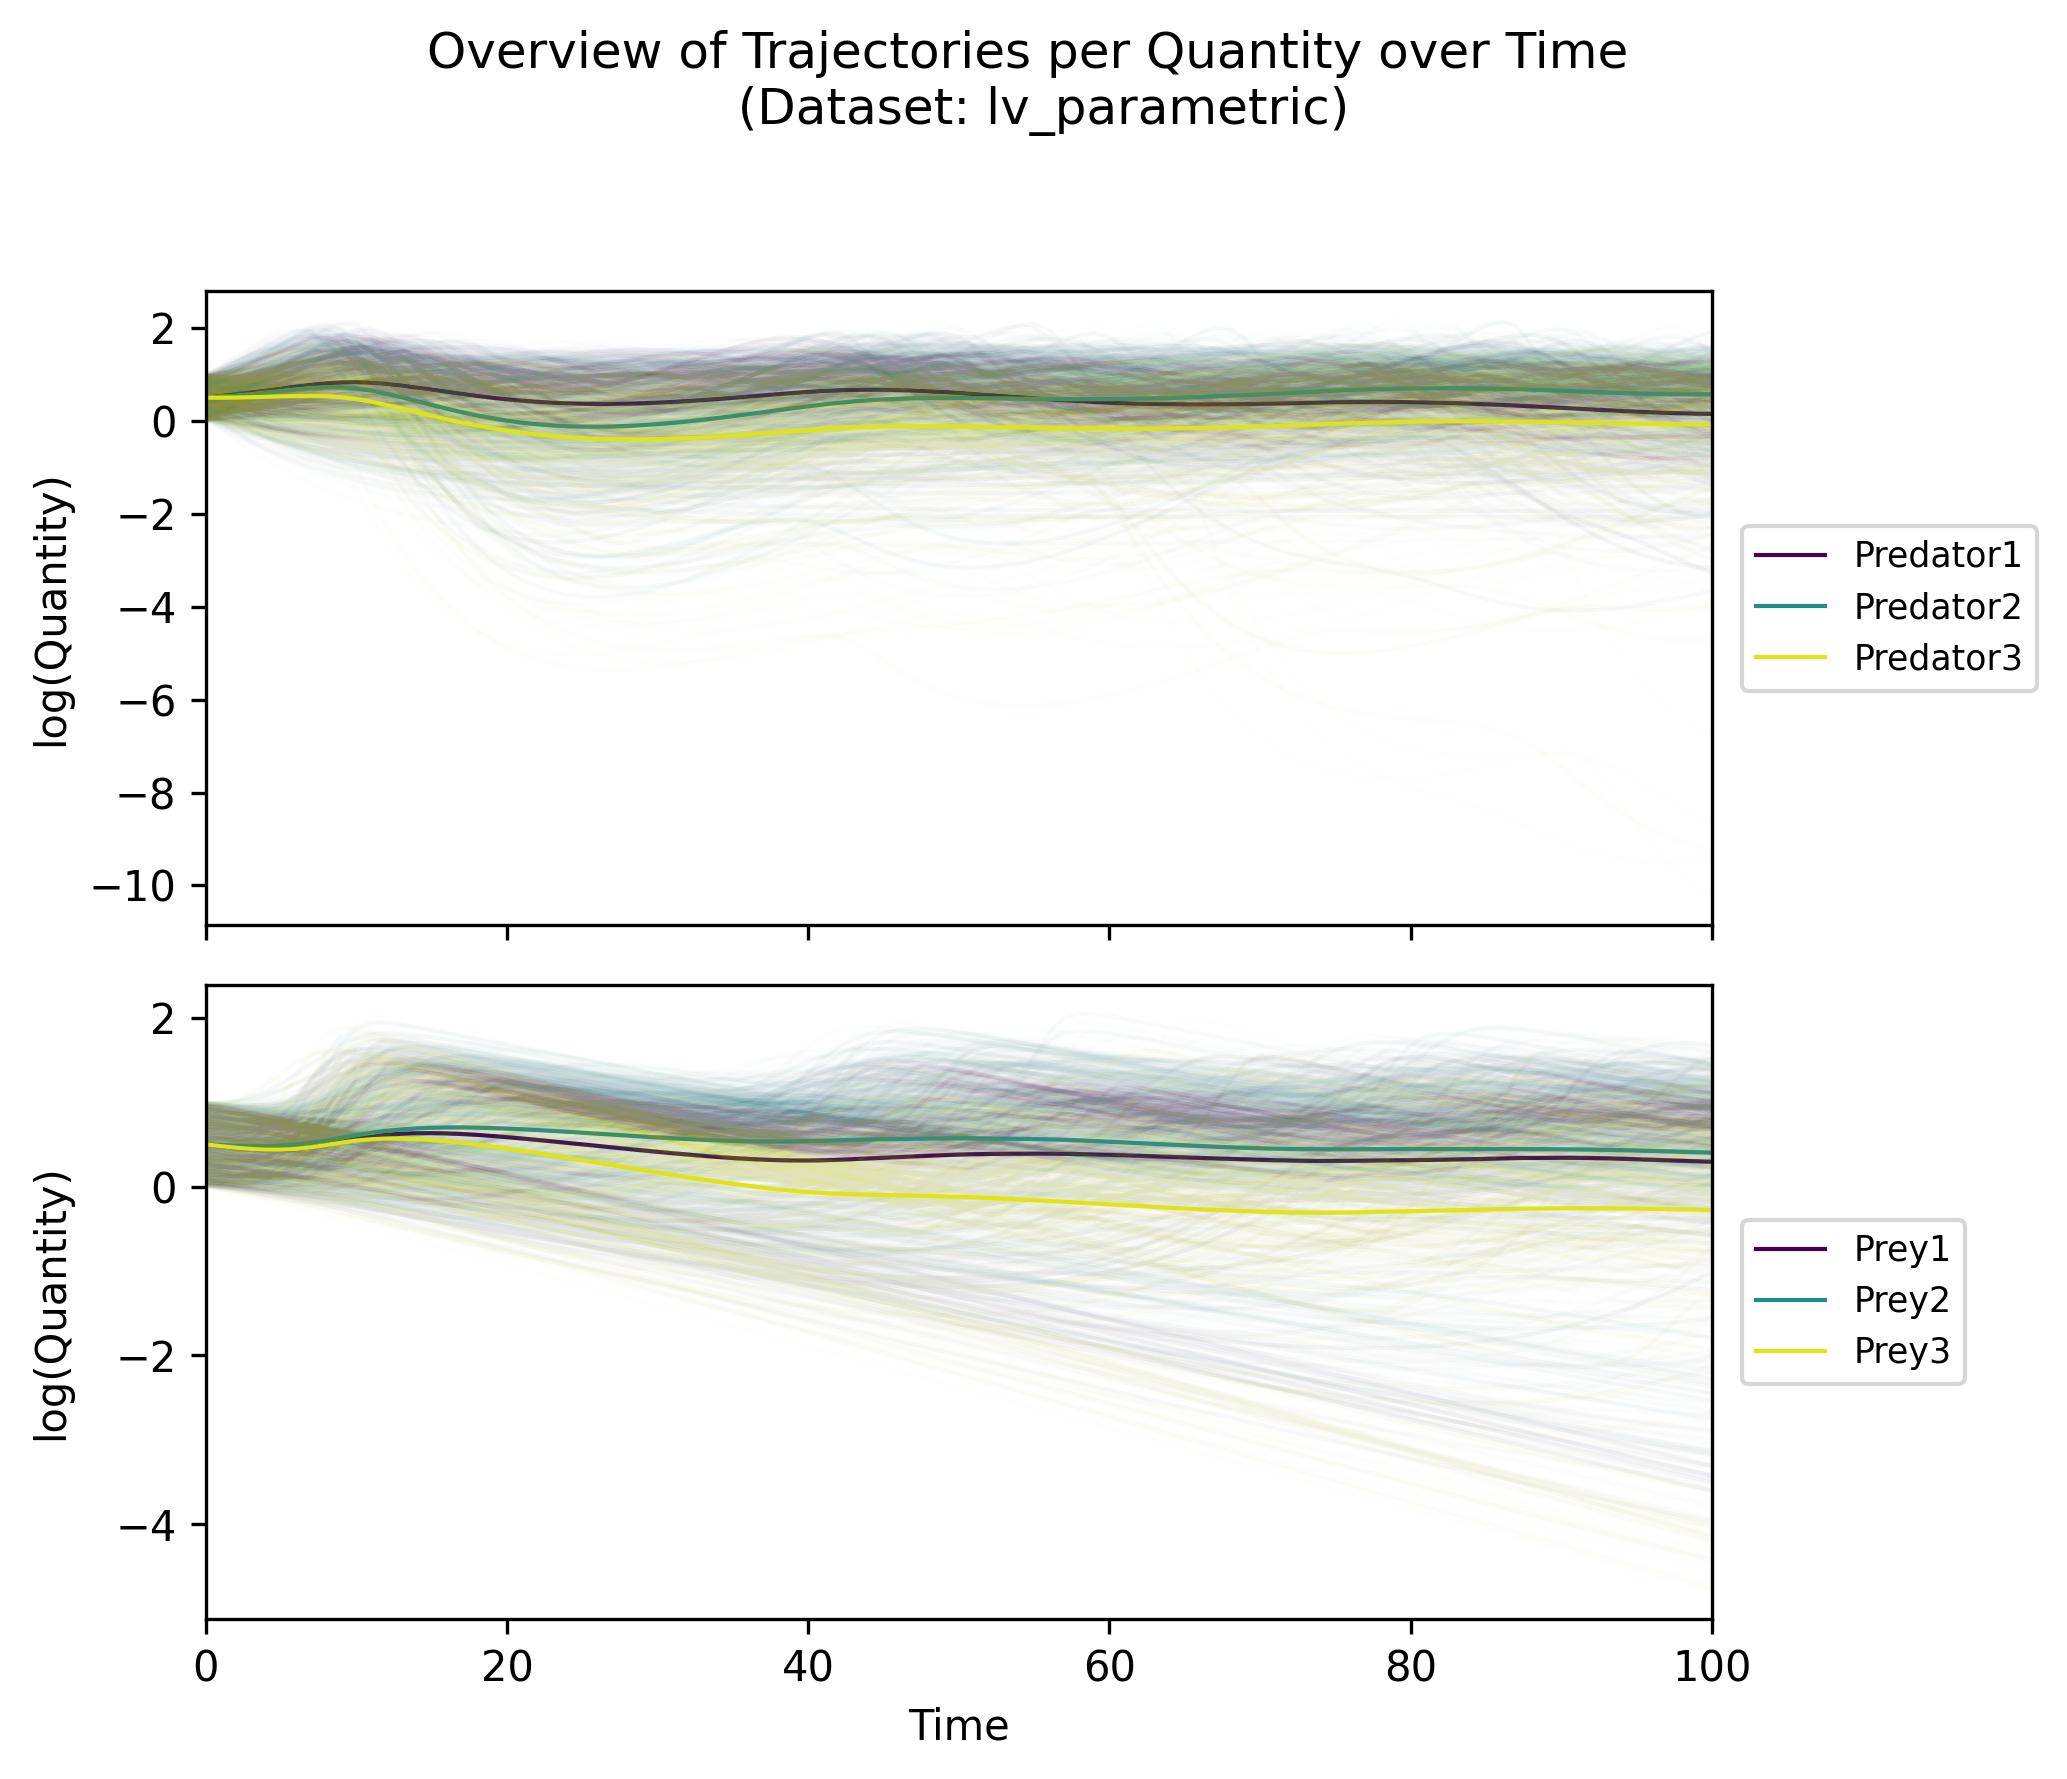 Overview of Trajectories per Quantity over Time
(Dataset: lv_parametric)
log(Quantity)
2
0
−2
−4
−6
−8
−10
Predator1
Predator2
Predator3
log(Quantity)
2
0
−2
−4
Prey1
Prey2
Prey3
0 20 40 60 80 100
Time